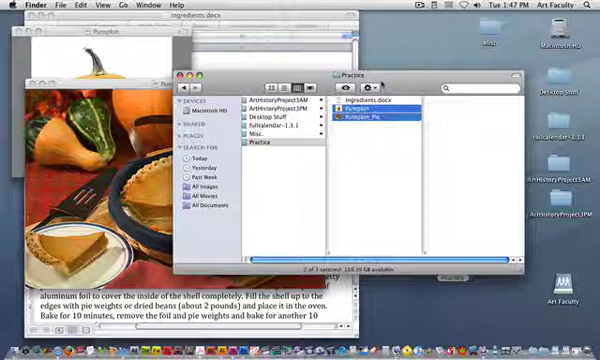 Finder File Edit View Go Window Help
Tue 1:47 PM Art Faculty
Ingredients.docx
Pumpkin
Practice
DEVICES
Macintosh HD
SHARED
PLACES
SEARCH FOR
Today
Yesterday
Past Week
All Images
All Movies
All Documents
ArtHistoryProject3AM
ArtHistoryProject3PM
Desktop Stuff
fullcalendar-1.3.1
Misc.
Practice
Ingredients.docx
Pumpkin
Pumpkin_Pie
2 of 3 selected, 138.39 GB available
Misc
Macintosh HD
Desktop Stuff
fullcalendar-1.3.1
ArtHistoryProject3AM
ArtHistoryProject3PM
Practice
Art Faculty
aluminum foil to cover the inside of the shell completely. Fill the shell up to the
edges with pie weights or dried beans (about 2 pounds) and place it in the oven.
Bake for 10 minutes, remove the foil and pie weights and bake for another 10